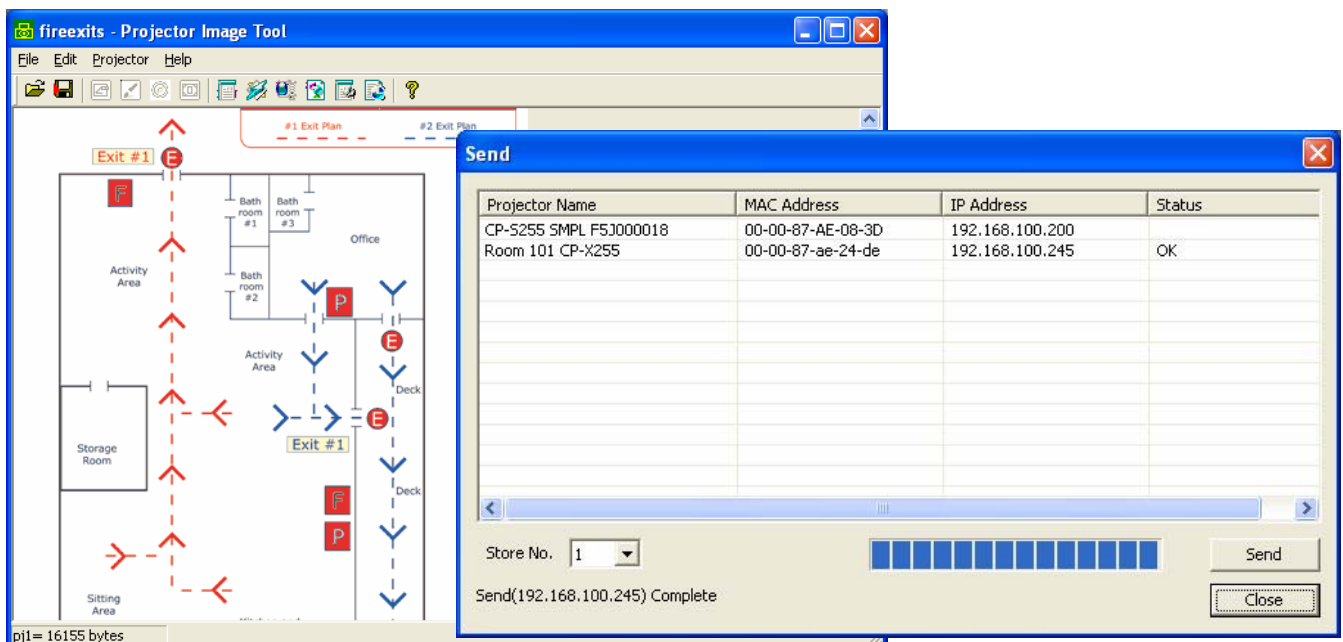 fireexits - Projector Image Tool
File Edit Projector Help
#1 Exit Plan
#2 Exit Plan
Exit #1
E
F
Bath
room
#1
Bath
room
#3
Office
Activity
Area
Bath
room
#2
P
E
Activity
Area
Deck
E
Exit #1
Storage
Room
F
Deck
P
Sitting
Area
pj1= 16155 bytes
Send
Projector Name MAC Address IP Address Status
CP-S255 SMPL F5J000018 00-00-87-AE-08-3D 192.168.100.200
Room 101 CP-X255 00-00-87-ae-24-de 192.168.100.245 OK
Store No. 1
Send
Send(192.168.100.245) Complete
Close